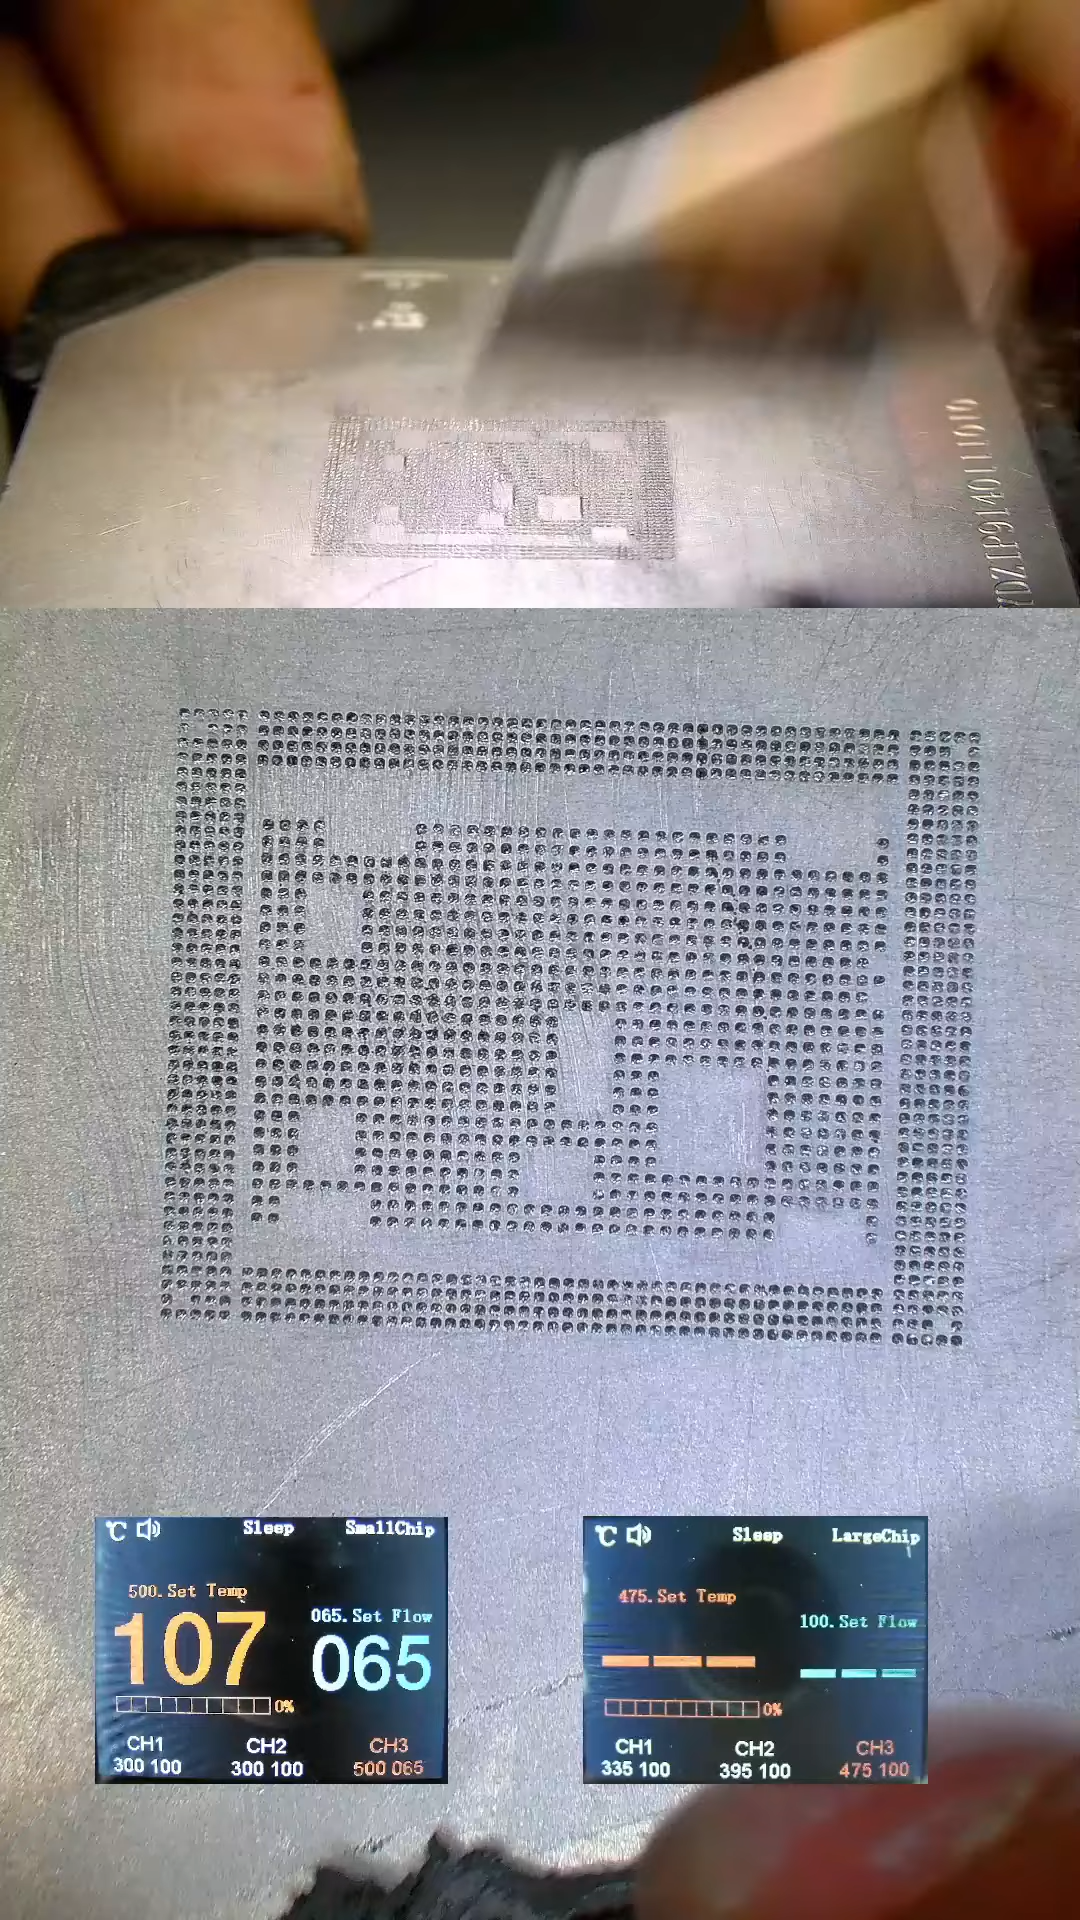 ℃ Sleep SmallChip
500. Set Temp
107
065. Set Flow
065
0%
CH1 CH2 CH3
300 100 300 100 500 065
℃ Sleep LargeChip
475. Set Temp
100. Set Flow
0%
CH1 CH2 CH3
335 100 395 100 475 100